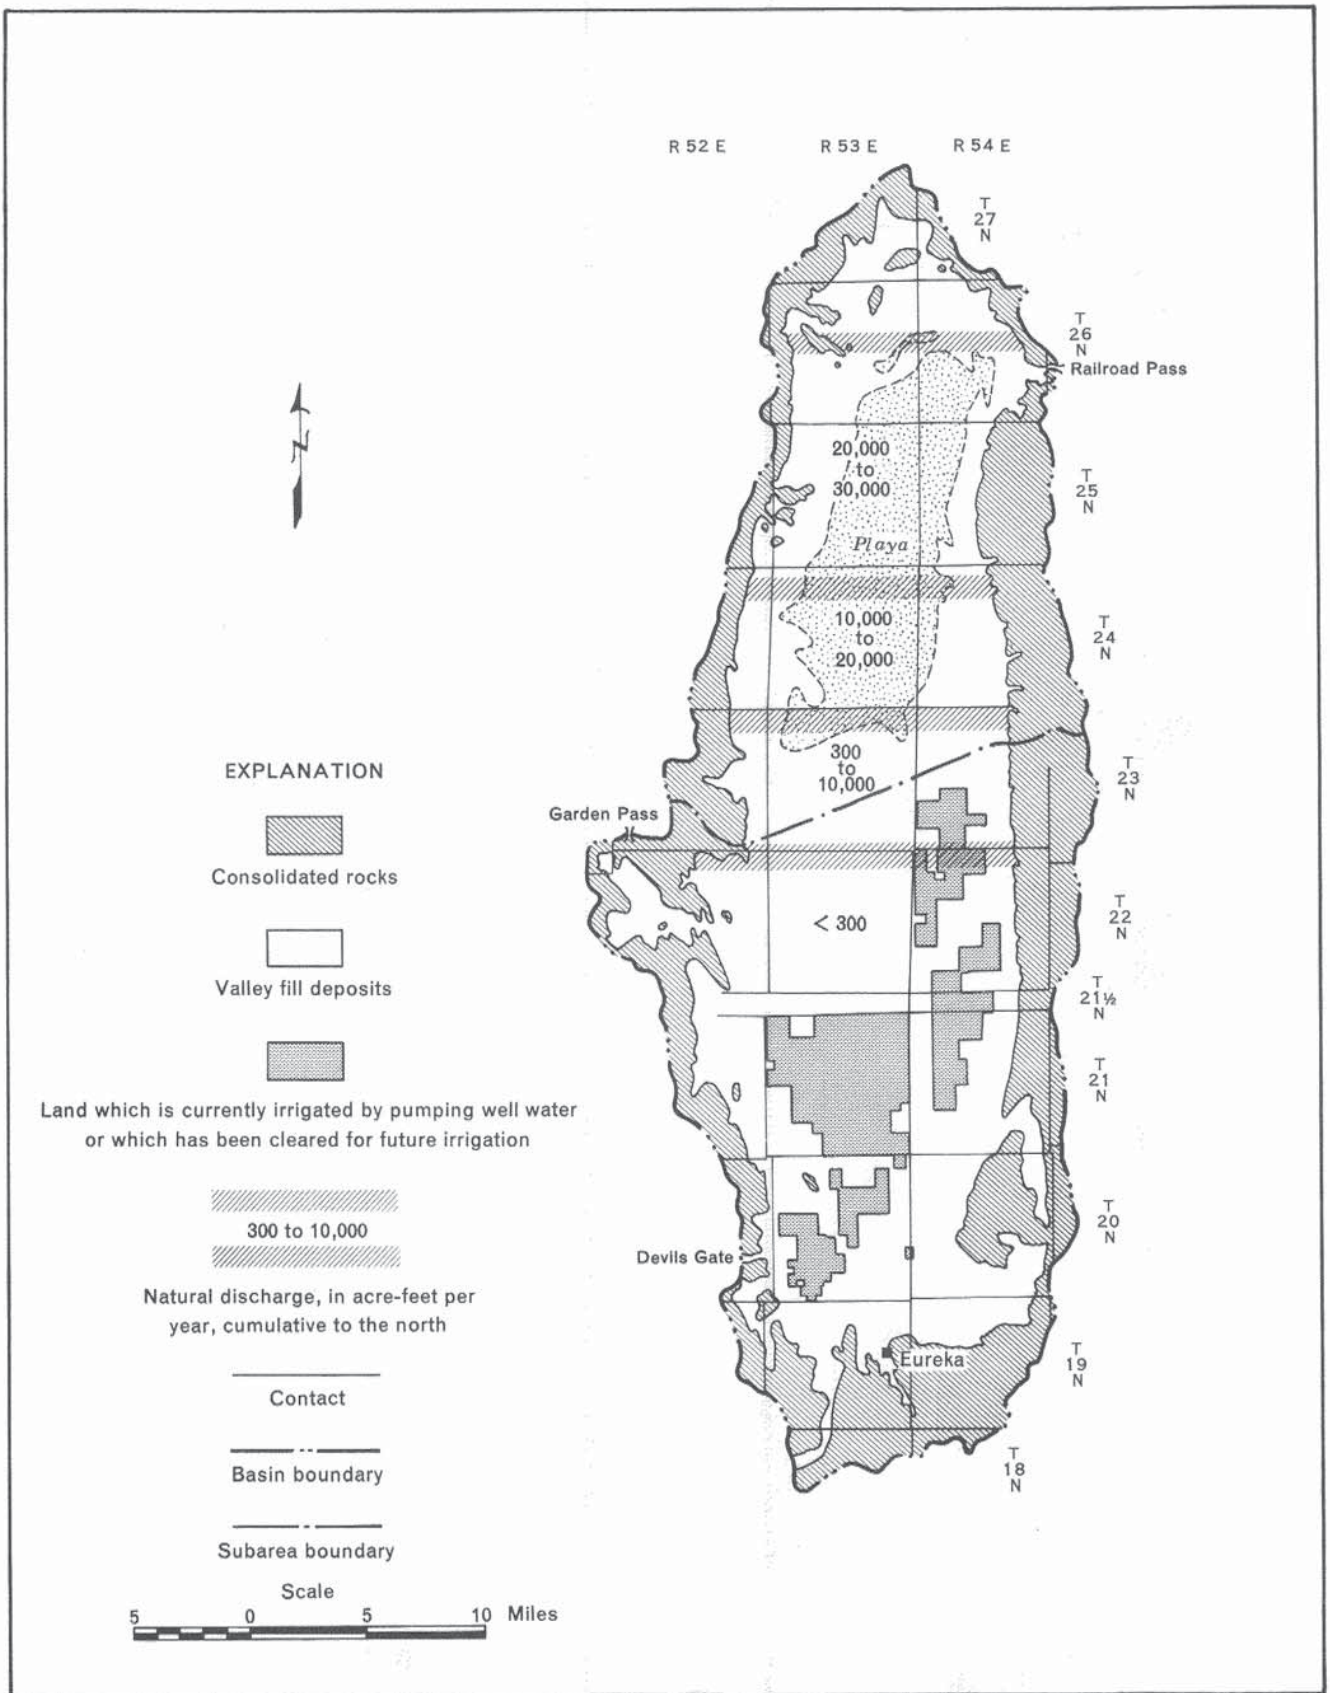 R 52 E
R 53 E
R 54 E
T
27
N
T
26
N
Railroad Pass
20,000
to
30,000
T
25
N
Playa
10,000
to
20,000
T
24
N
300
to
10,000
T
23
N
Garden Pass
< 300
T
22
N
T
21½
N
T
21
N
T
20
N
Devils Gate
Eureka
T
19
N
T
18
N
N
EXPLANATION
Consolidated rocks
Valley fill deposits
Land which is currently irrigated by pumping well water
or which has been cleared for future irrigation
300 to 10,000
Natural discharge, in acre-feet per
year, cumulative to the north
Contact
Basin boundary
Subarea boundary
Scale
5 0 5 10 Miles